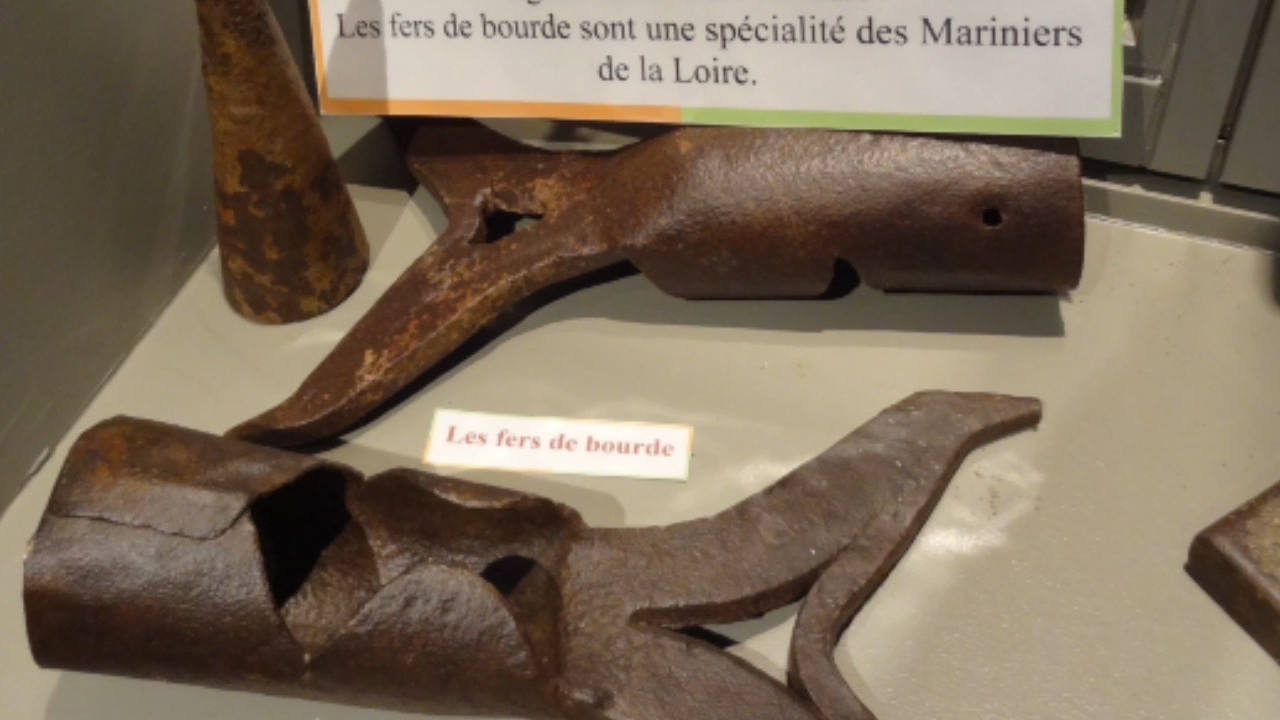 Les fers de bourde sont une spécialité des Mariniers
de la Loire.
Les fers de bourde